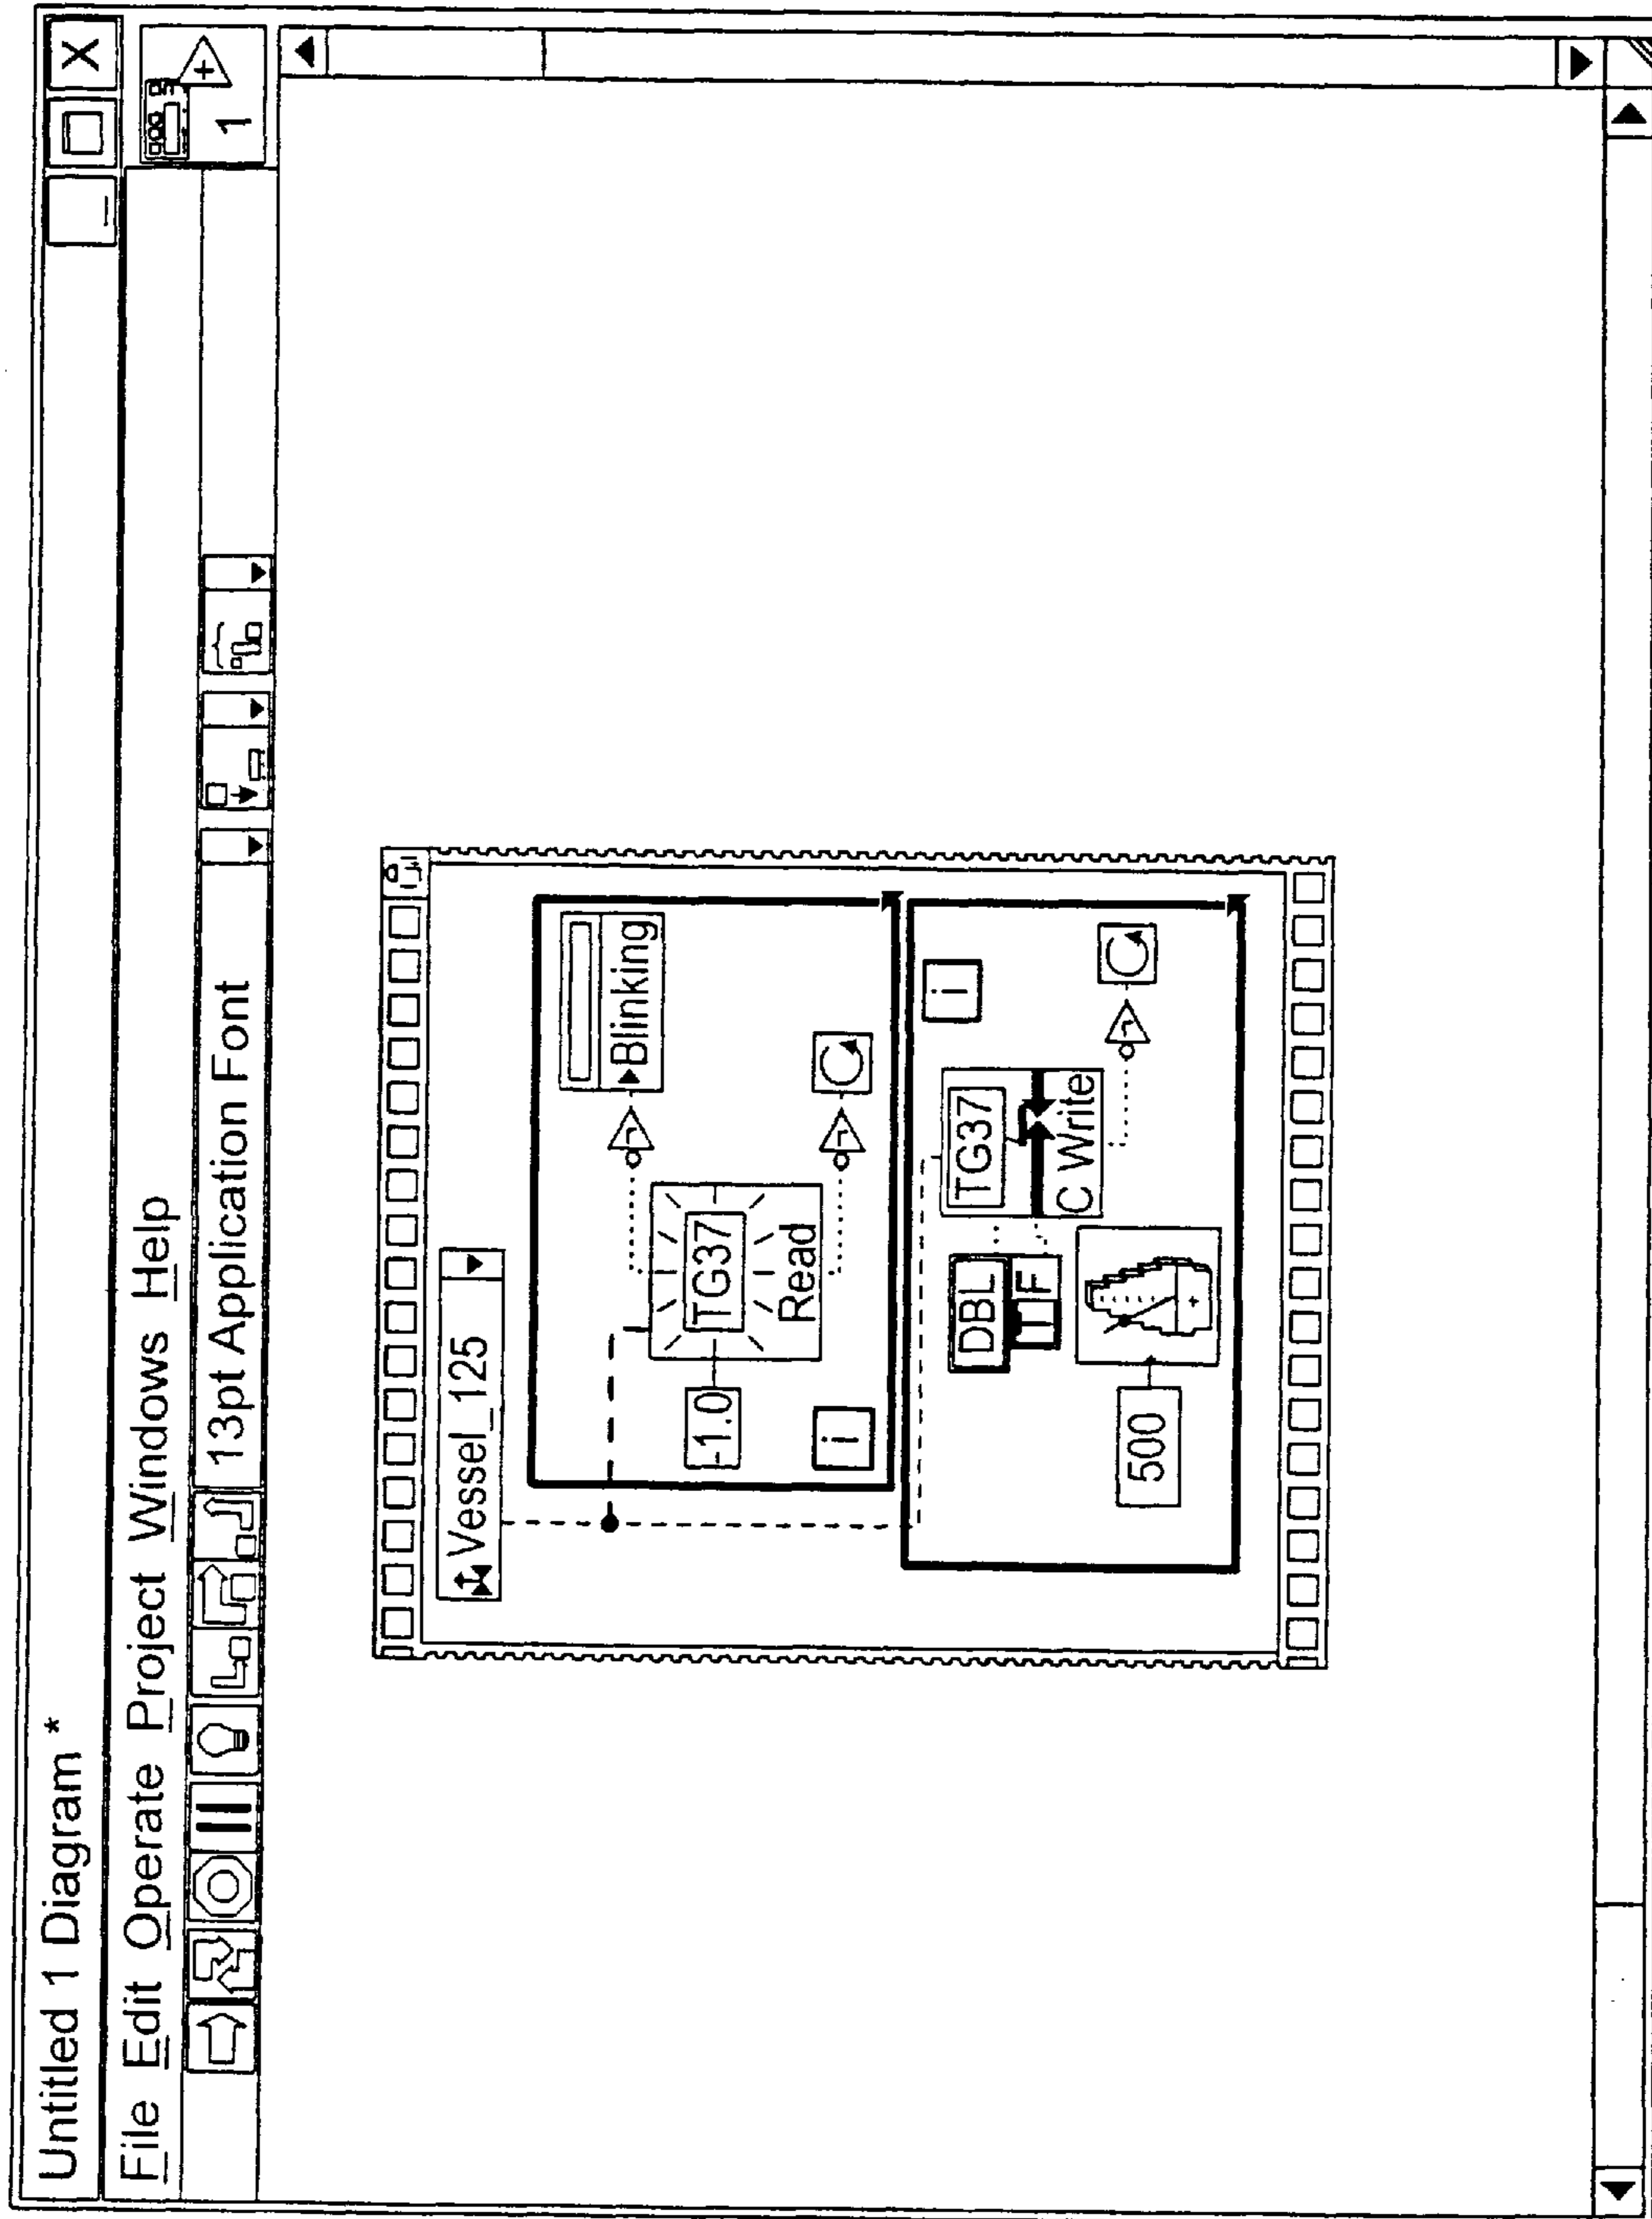 Untitled 1 Diagram *
File Edit Operate Project Windows Help
13pt Application Font
1
Vessel_125
Blinking
-1.0
TG37
Read
i
i
DBL
TF
TG37
C Write
500